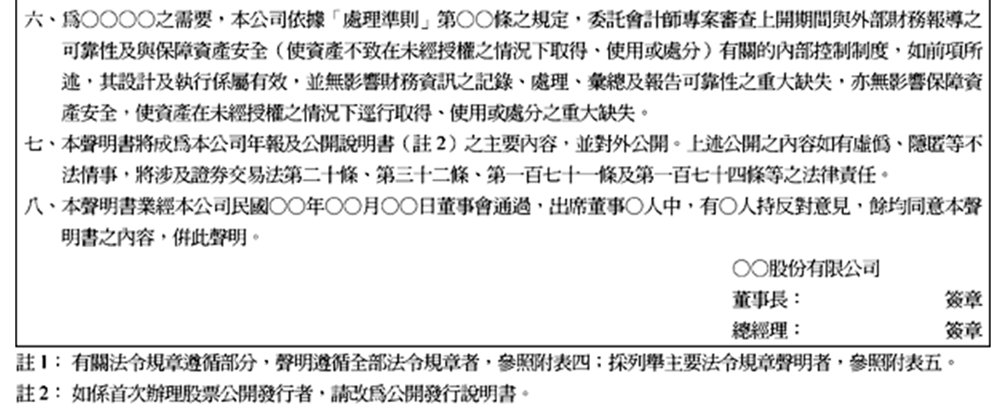 六、為○○○○之需要，本公司依據「處理準則」第○○條之規定，委託會計師專案審查上開期間與外部財務報導之
可靠性及與保障資產安全（使資產不致在未經授權之情況下取得、使用或處分）有關的內部控制制度，如前項所
述，其設計及執行係屬有效，並無影響財務資訊之記錄、處理、彙總及報告可靠性之重大缺失，亦無影響保障資
產安全，使資產在未經授權之情況下逕行取得、使用或處分之重大缺失。
七、本聲明書將成為本公司年報及公開說明書（註2）之主要內容，並對外公開。上述公開之內容如有虛偽、隱匿等不
法情事，將涉及證券交易法第二十條、第三十二條、第一百七十一條及第一百七十四條等之法律責任。
八、本聲明書業經本公司民國○○年○○月○○日董事會通過，出席董事○人中，有○人持反對意見，餘均同意本聲
明書之內容，併此聲明。
○○股份有限公司
董事長： 簽章
總經理： 簽章
註1： 有關法令規章遵循部分，聲明遵循全部法令規章者，參照附表四；採列舉主要法令規章聲明者，參照附表五。
註2： 如係首次辦理股票公開發行者，請改為公開發行說明書。